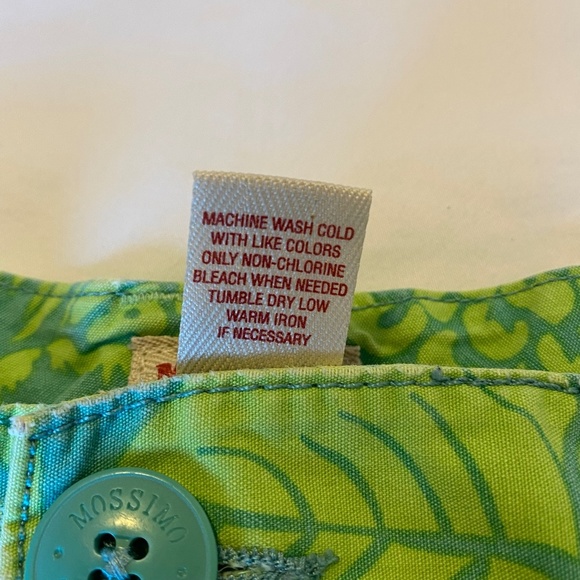 MACHINE WASH COLD
WITH LIKE COLORS
ONLY NON-CHLORINE
BLEACH WHEN NEEDED
TUMBLE DRY LOW
WARM IRON
IF NECESSARY
MOSSIMO